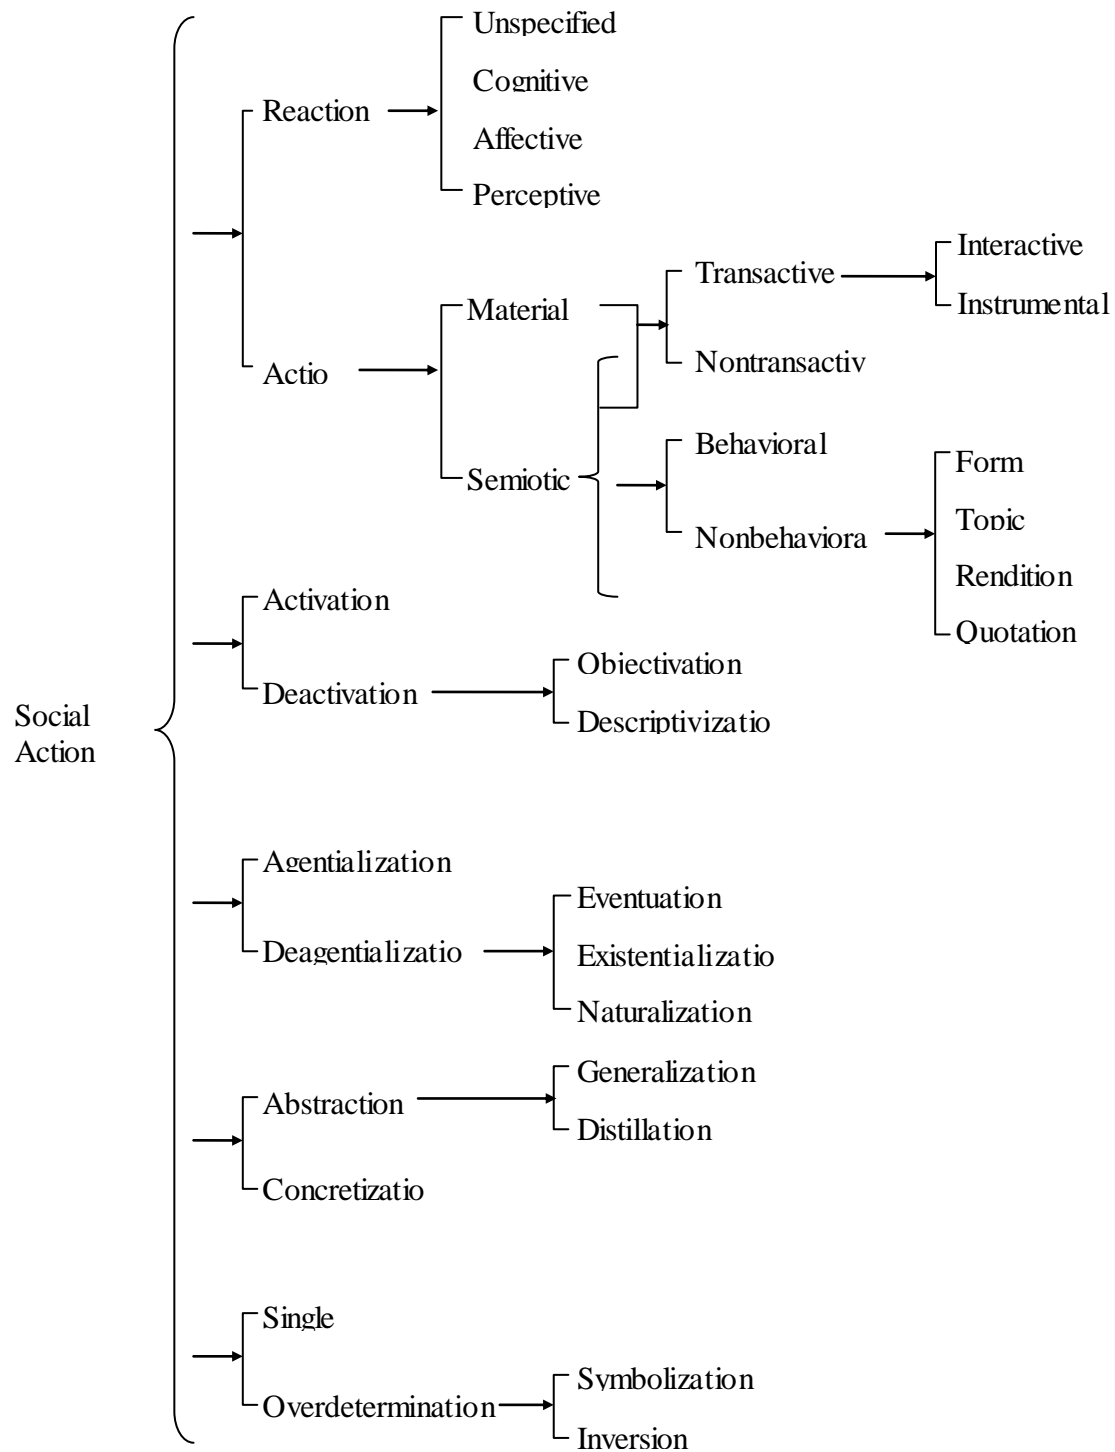 Unspecified
Cognitive
Reaction
Affective
Perceptive
Interactive
Transactive
Instrumental
Material
Nontransactiv
Actio
Behavioral
Form
Semiotic
Topic
Nonbehaviora
Rendition
Activation
Quotation
Objectivation
Deactivation
Descriptivizatio
Social
Action
Agentialization
Eventuation
Deagentializatio
Existentializatio
Naturalization
Generalization
Abstraction
Distillation
Concretizatio
Single
Symbolization
Overdetermination
Inversion